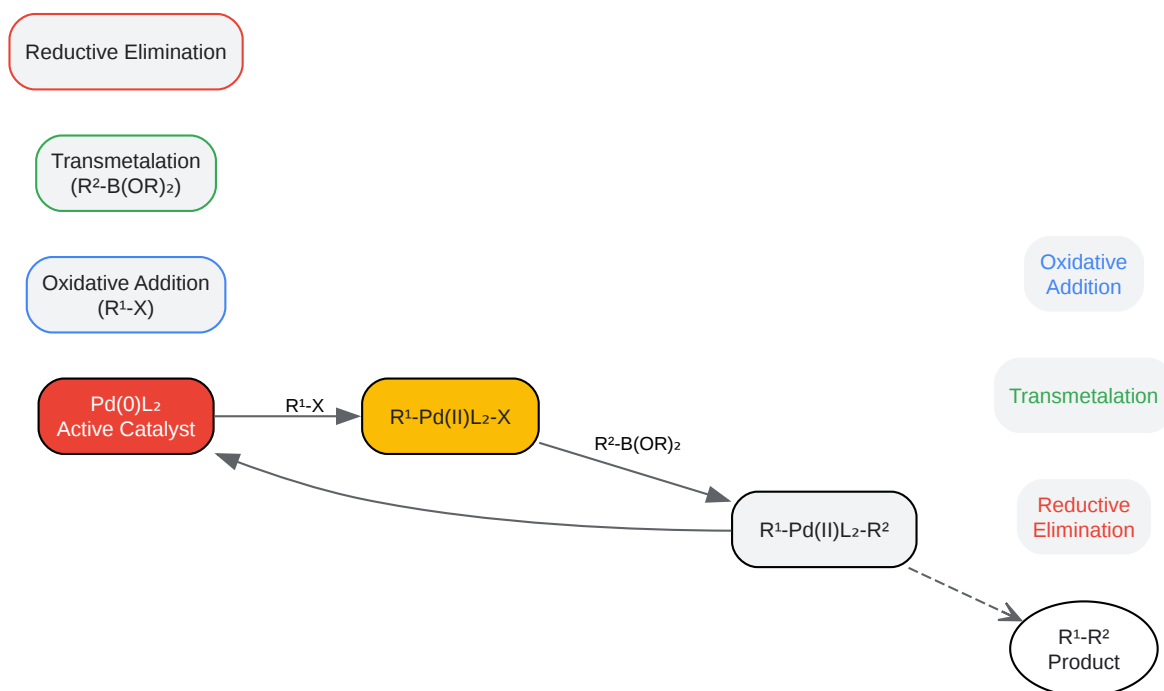 Reductive Elimination
Transmetalation
(R²-B(OR)₂)
Oxidative Addition
(R¹-X)
Oxidative
Addition
Pd(0)L₂
Active Catalyst
R¹-X
R¹-Pd(II)L₂-X
R²-B(OR)₂
Transmetalation
R¹-Pd(II)L₂-R²
Reductive
Elimination
R¹-R²
Product